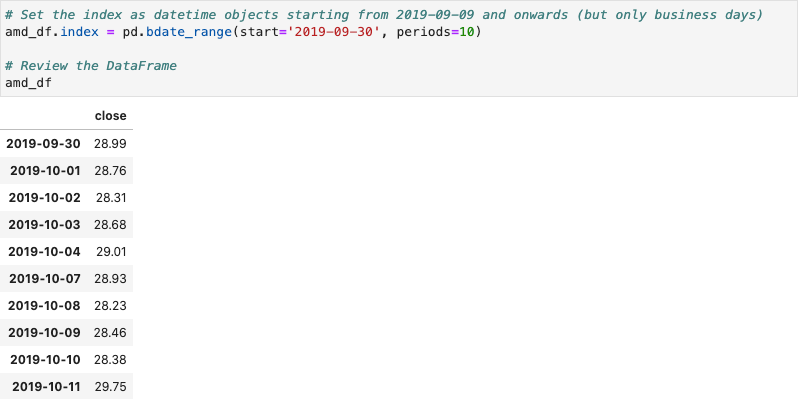 # Set the index as datetime objects starting from 2019-09-09 and onwards (but only business days)
amd_df.index = pd.bdate_range(start='2019-09-30', periods=10)
# Review the DataFrame
amd_df
close
2019-09-30 28.99
2019-10-01 28.76
2019-10-02 28.31
2019-10-03 28.68
2019-10-04 29.01
2019-10-07 28.93
2019-10-08 28.23
2019-10-09 28.46
2019-10-10 28.38
2019-10-11 29.75